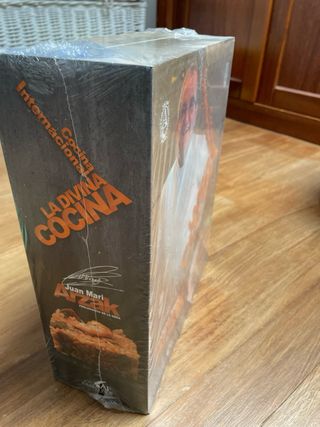 Cocina
Internacional
LA DIVINA
COCINA
Juan Mari
Arzak